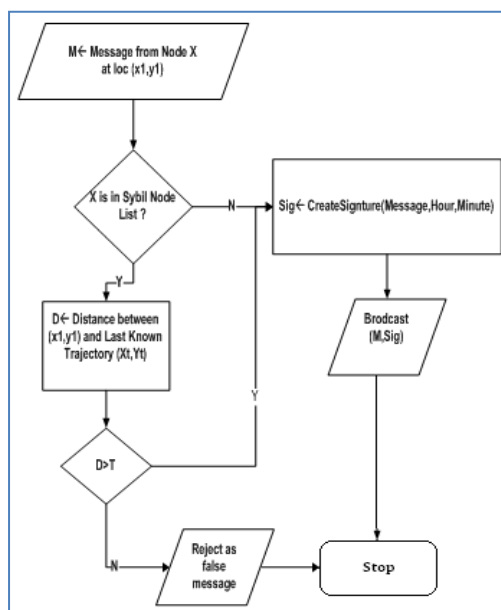 M← Message from Node X
at loc (x1,y1)
X is in Sybil Node
List ?
N
Sig← CreateSignture(Message,Hour,Minute)
Y
D← Distance between
(x1,y1) and Last Known
Trajectory (Xt,Yt)
Brodcast
(M,Sig)
Y
D>T
N
Reject as
false
message
Stop